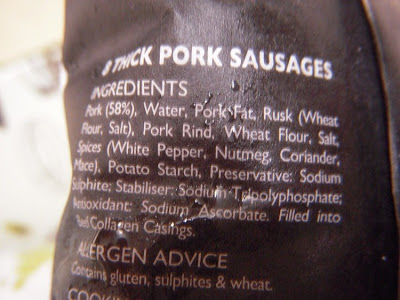 8 THICK PORK SAUSAGES
INGREDIENTS
Pork (58%), Water, Pork Fat, Rusk (Wheat
Flour, Salt), Pork Rind, Wheat Flour, Salt,
Spices (White Pepper, Nutmeg, Coriander,
Mace), Potato Starch, Preservative: Sodium
Sulphite; Stabiliser: Sodium Tripolyphosphate;
Antioxidant: Sodium Ascorbate. Filled into
Beef Collagen Casings.
ALLERGEN ADVICE
Contains gluten, sulphites & wheat.